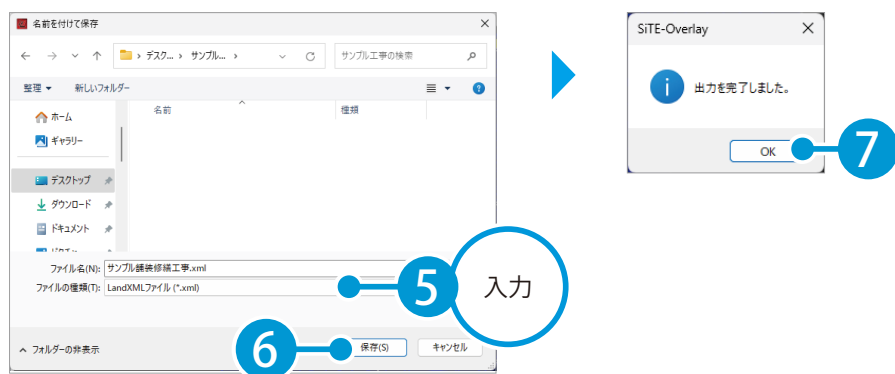 名前を付けて保存
デスク... › サンプル... ›
サンプル工事の検索
整理 新しいフォルダー
名前 種類
ホーム
ギャラリー
デスクトップ
ダウンロード
ドキュメント
ファイル名(N): サンプル舗装修繕工事.xml
ファイルの種類(T): LandXMLファイル (*.xml)
5 入力
フォルダーの非表示
6
保存(S) キャンセル
SiTE-Overlay
出力を完了しました。
OK
7